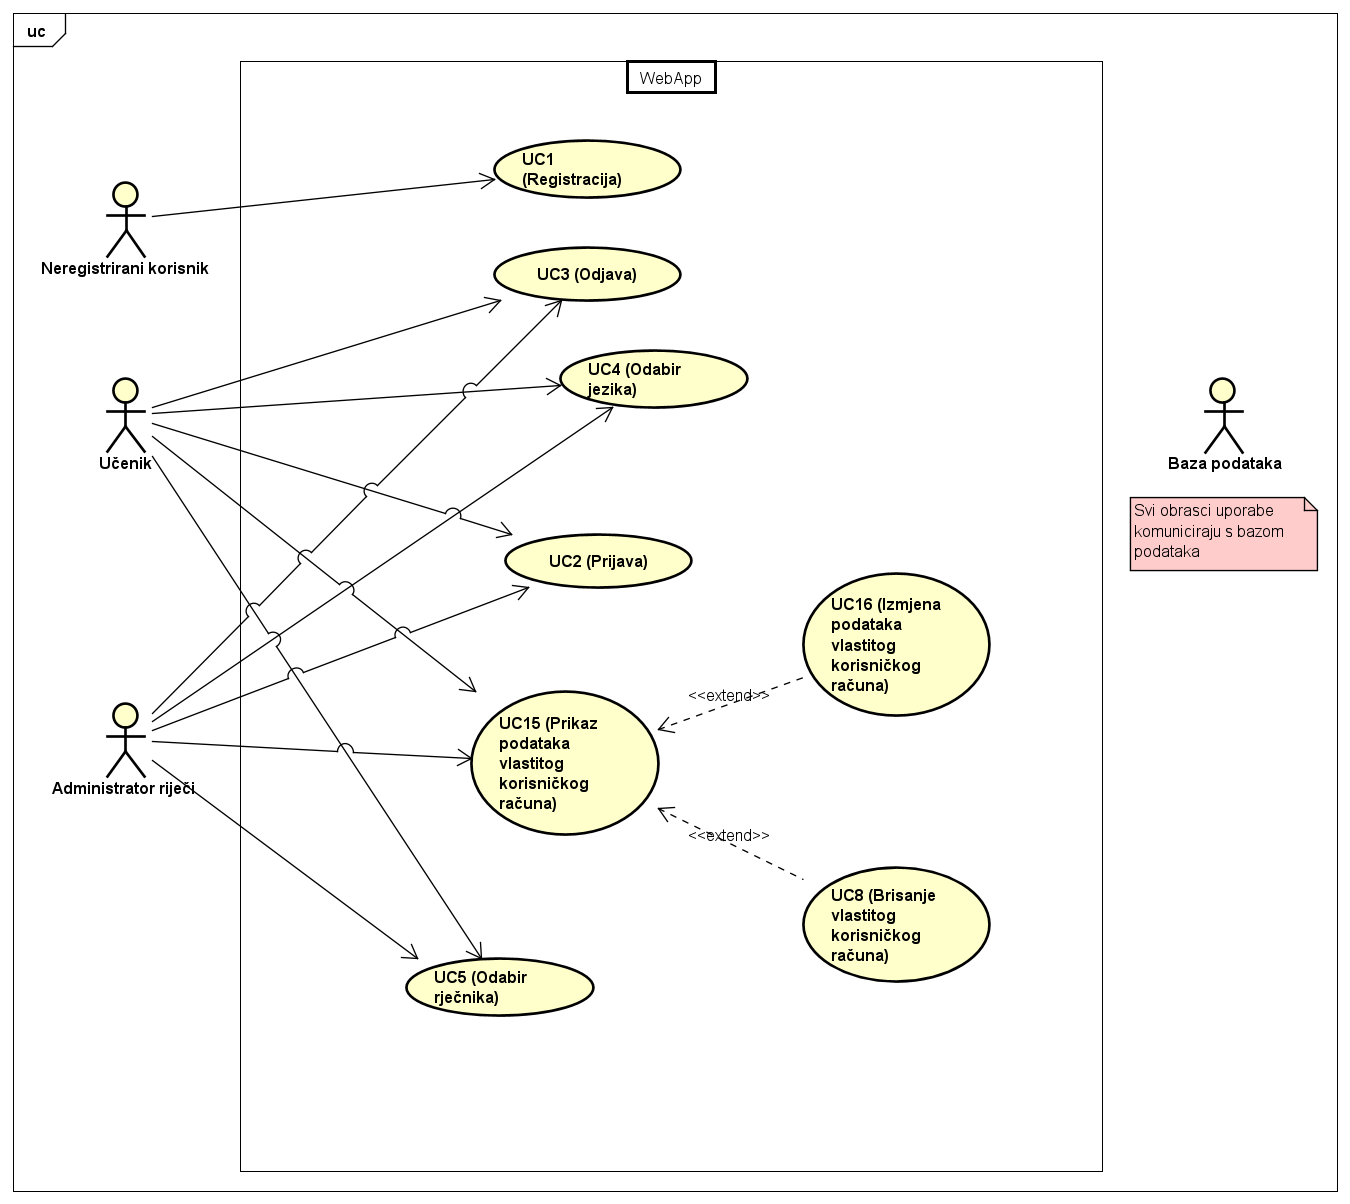 uc
WebApp
UC1
(Registracija)
Neregistrirani korisnik
UC3 (Odjava)
UC4 (Odabir
jezika)
Učenik
Baza podataka
Svi obrasci uporabe
komuniciraju s bazom
podataka
UC2 (Prijava)
UC16 (Izmjena
podataka
vlastitog
korisničkog
računa)
<<extend>>
UC15 (Prikaz
podataka
vlastitog
korisničkog
računa)
Administrator riječi
<<extend>>
UC8 (Brisanje
vlastitog
korisničkog
računa)
UC5 (Odabir
rječnika)